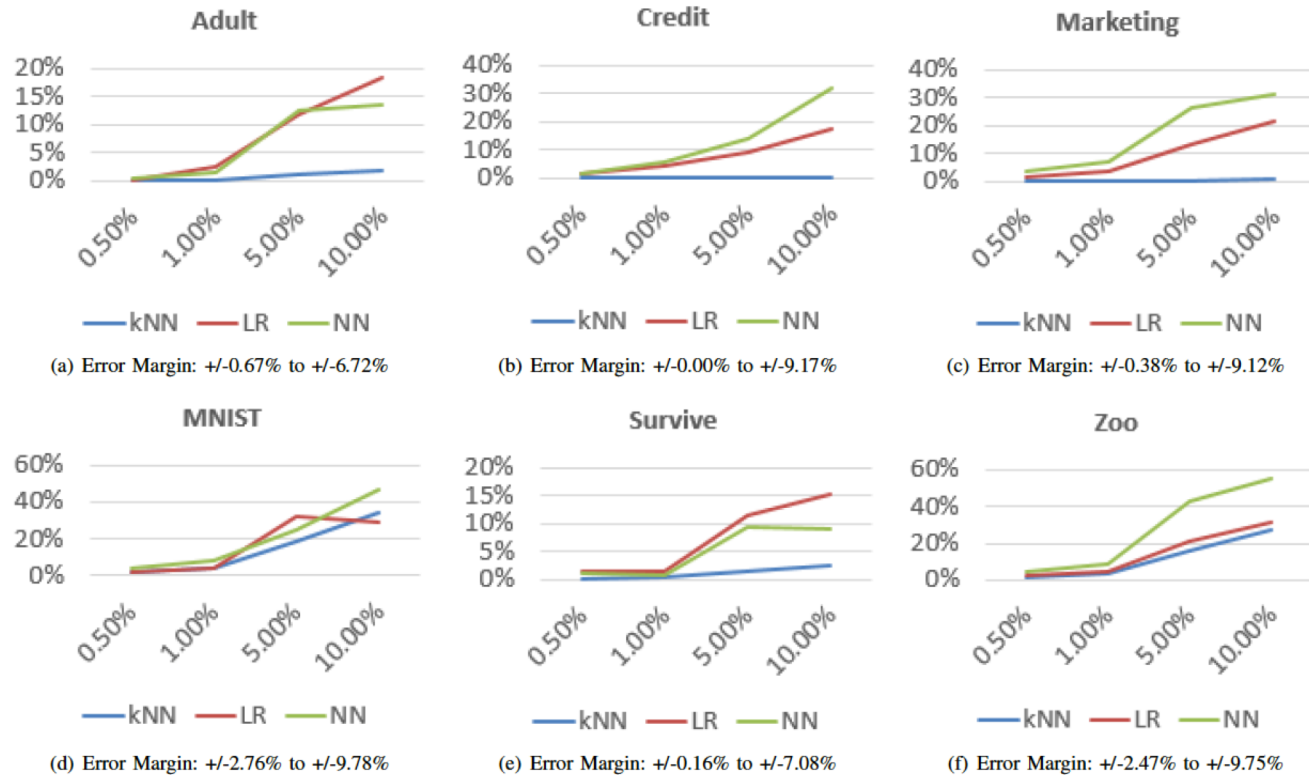 Adult
20%
15%
10%
5%
0%
0.50%
1.00%
5.00%
10.00%
kNN LR NN
(a) Error Margin: +/-0.67% to +/-6.72%
Credit
40%
30%
20%
10%
0%
0.50%
1.00%
5.00%
10.00%
kNN LR NN
(b) Error Margin: +/-0.00% to +/-9.17%
Marketing
40%
30%
20%
10%
0%
0.50%
1.00%
5.00%
10.00%
kNN LR NN
(c) Error Margin: +/-0.38% to +/-9.12%
MNIST
60%
40%
20%
0%
0.50%
1.00%
5.00%
10.00%
kNN LR NN
(d) Error Margin: +/-2.76% to +/-9.78%
Survive
20%
15%
10%
5%
0%
0.50%
1.00%
5.00%
10.00%
kNN LR NN
(e) Error Margin: +/-0.16% to +/-7.08%
Zoo
60%
40%
20%
0%
0.50%
1.00%
5.00%
10.00%
kNN LR NN
(f) Error Margin: +/-2.47% to +/-9.75%